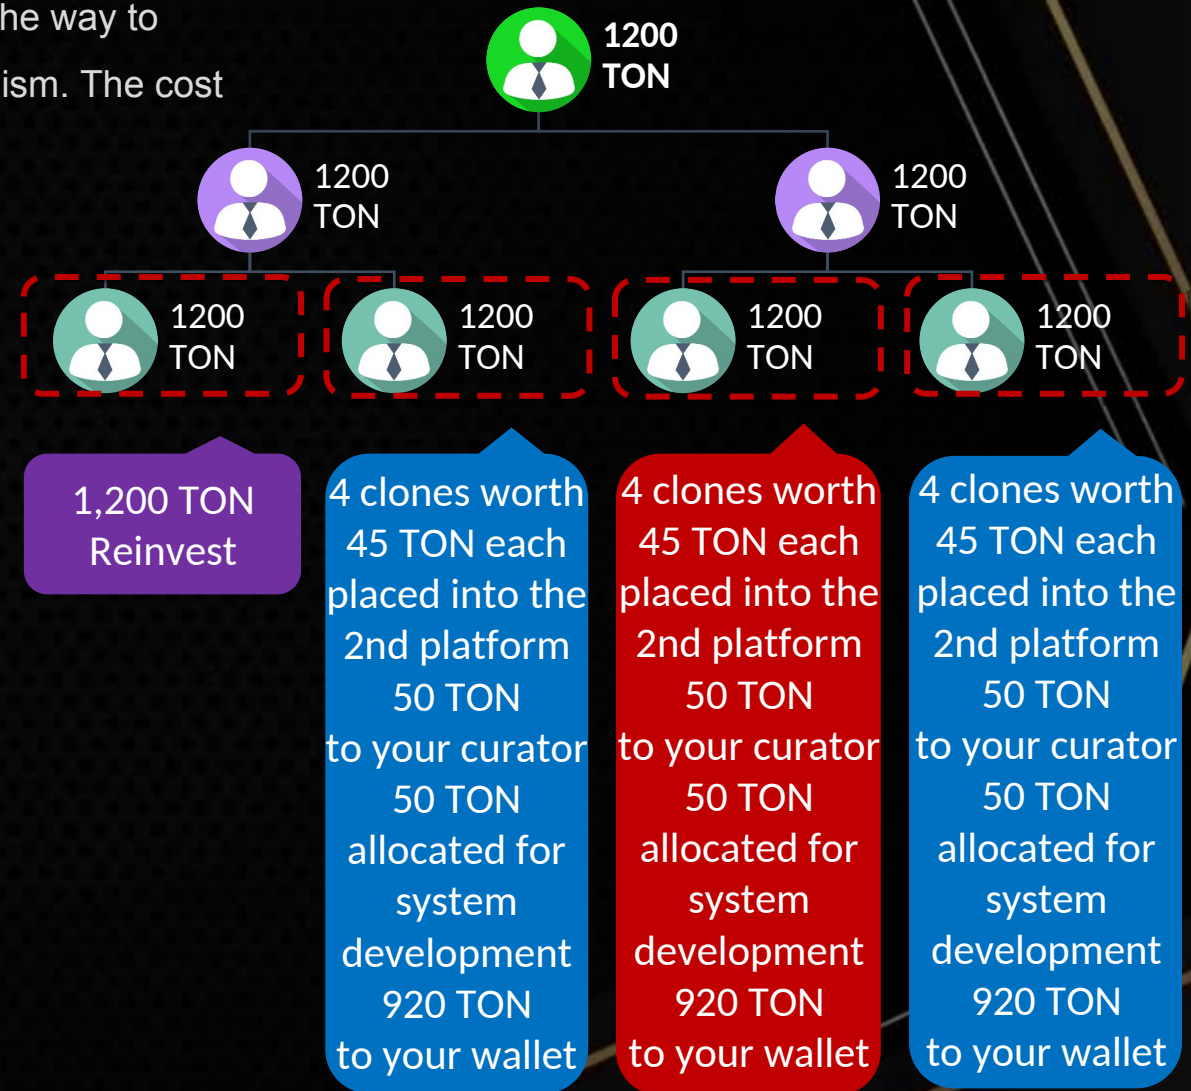 he way to
ism. The cost
1200
TON
1200
TON
1200
TON
1200
TON
1200
TON
1200
TON
1200
TON
1,200 TON
Reinvest
4 clones worth
45 TON each
placed into the
2nd platform
50 TON
to your curator
50 TON
allocated for
system
development
920 TON
to your wallet
4 clones worth
45 TON each
placed into the
2nd platform
50 TON
to your curator
50 TON
allocated for
system
development
920 TON
to your wallet
4 clones worth
45 TON each
placed into the
2nd platform
50 TON
to your curator
50 TON
allocated for
system
development
920 TON
to your wallet